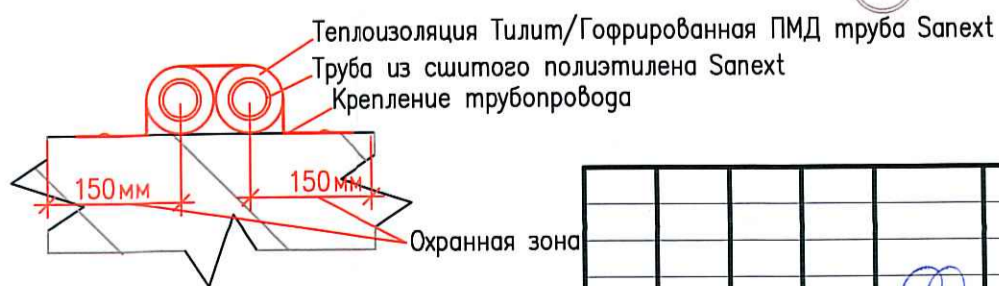 Теплоизоляция Тилит/Гофрированная ПМД труба Sanext
Труба из сшитого полиэтилена Sanext
Крепление трубопровода
150мм
150мм
Охранная зона